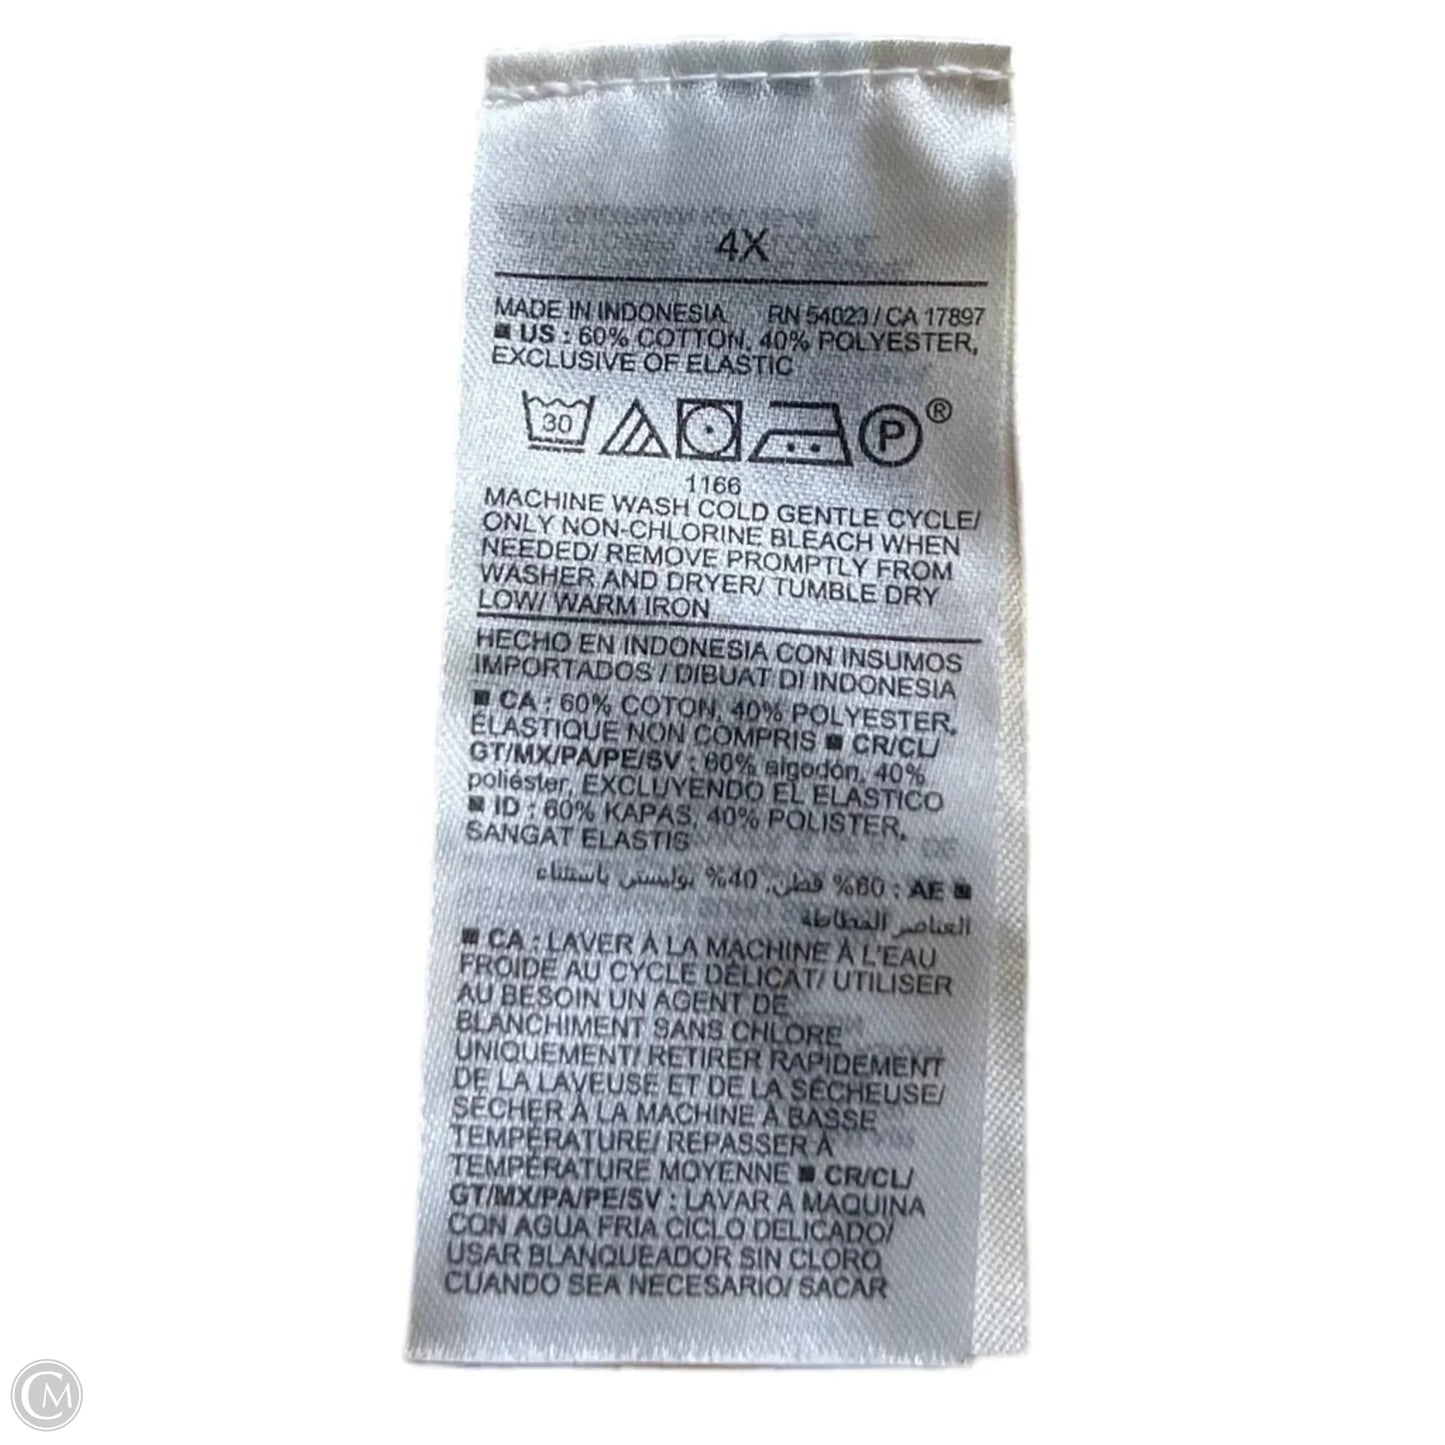 4X
MADE IN INDONESIA RN 54023 / CA 17897
■ US : 60% COTTON, 40% POLYESTER,
EXCLUSIVE OF ELASTIC
30 P ®
1166
MACHINE WASH COLD GENTLE CYCLE/
ONLY NON-CHLORINE BLEACH WHEN
NEEDED/ REMOVE PROMPTLY FROM
WASHER AND DRYER/ TUMBLE DRY
LOW/ WARM IRON
HECHO EN INDONESIA CON INSUMOS
IMPORTADOS / DIBUAT DI INDONESIA
■ CA : 60% COTON, 40% POLYESTER,
ÉLASTIQUE NON COMPRIS ■ CR/CL/
GT/MX/PA/PE/SV : 60% algodón, 40%
poliéster, EXCLUYENDO EL ELASTICO
■ ID : 60% KAPAS, 40% POLISTER,
SANGAT ELASTIS
■ AE : 60% قطن, 40% بوليستر, باستثناء
العناصر المطاطة
■ CA : LAVER À LA MACHINE À L'EAU
FROIDE AU CYCLE DÉLICAT/ UTILISER
AU BESOIN UN AGENT DE
BLANCHIMENT SANS CHLORE
UNIQUEMENT/ RETIRER RAPIDEMENT
DE LA LAVEUSE ET DE LA SÉCHEUSE/
SÉCHER À LA MACHINE À BASSE
TEMPÉRATURE/ REPASSER À
TEMPÉRATURE MOYENNE ■ CR/CL/
GT/MX/PA/PE/SV : LAVAR A MAQUINA
CON AGUA FRIA CICLO DELICADO/
USAR BLANQUEADOR SIN CLORO
CUANDO SEA NECESARIO/ SACAR
CM